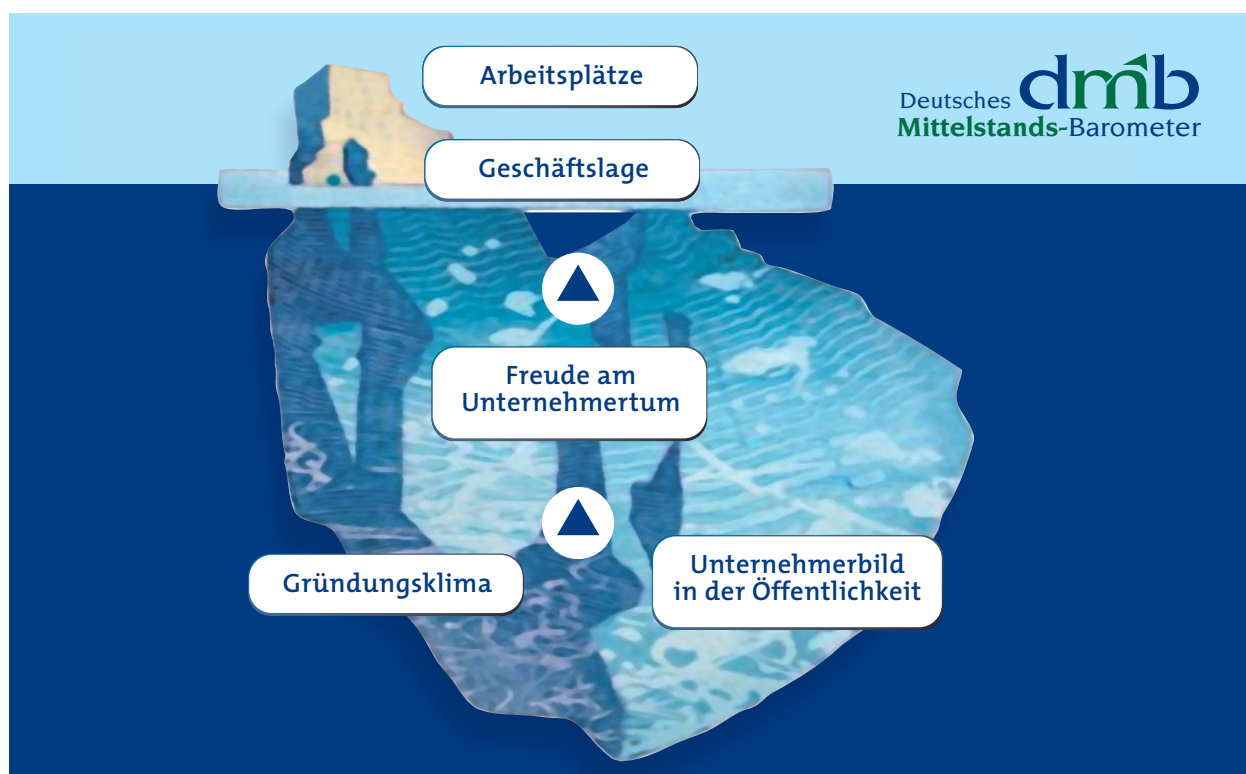 Arbeitsplätze
Deutsches dmb
Mittelstands-Barometer
Geschäftslage
Freude am
Unternehmertum
Gründungsklima
Unternehmerbild
in der Öffentlichkeit